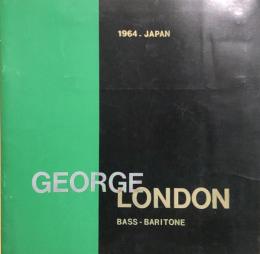 1964 - JAPAN
GEORGE
LONDON
BASS - BARITONE